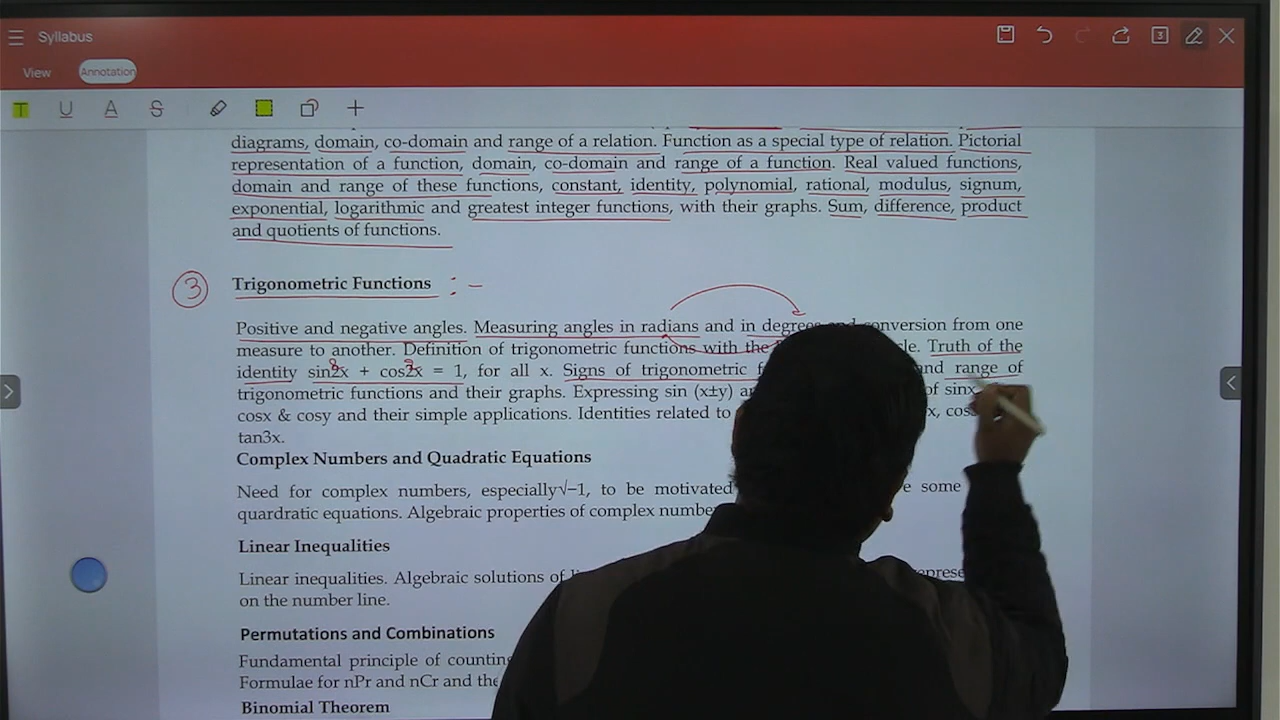 Syllabus
3
View Annotation
T U A S
diagrams, domain, co-domain and range of a relation. Function as a special type of relation. Pictorial
representation of a function, domain, co-domain and range of a function. Real valued functions,
domain and range of these functions, constant, identity, polynomial, rational, modulus, signum,
exponential, logarithmic and greatest integer functions, with their graphs. Sum, difference, product
and quotients of functions.
3 Trigonometric Functions :-
Positive and negative angles. Measuring angles in radians and in degrees and conversion from one
measure to another. Definition of trigonometric functions with the Truth of the
identity sin2x + cos2x = 1, for all x. Signs of trigonometric and range of
trigonometric functions and their graphs. Expressing sin (x±y) of sinx
cosx & cosy and their simple applications. Identities related to
tan3x.
Complex Numbers and Quadratic Equations
Need for complex numbers, especially√−1, to be motivated some
quardratic equations. Algebraic properties of complex
Linear Inequalities
Linear inequalities. Algebraic solutions of
on the number line.
Permutations and Combinations
Fundamental principle of
Formulae for nPr and nCr and
Binomial Theorem